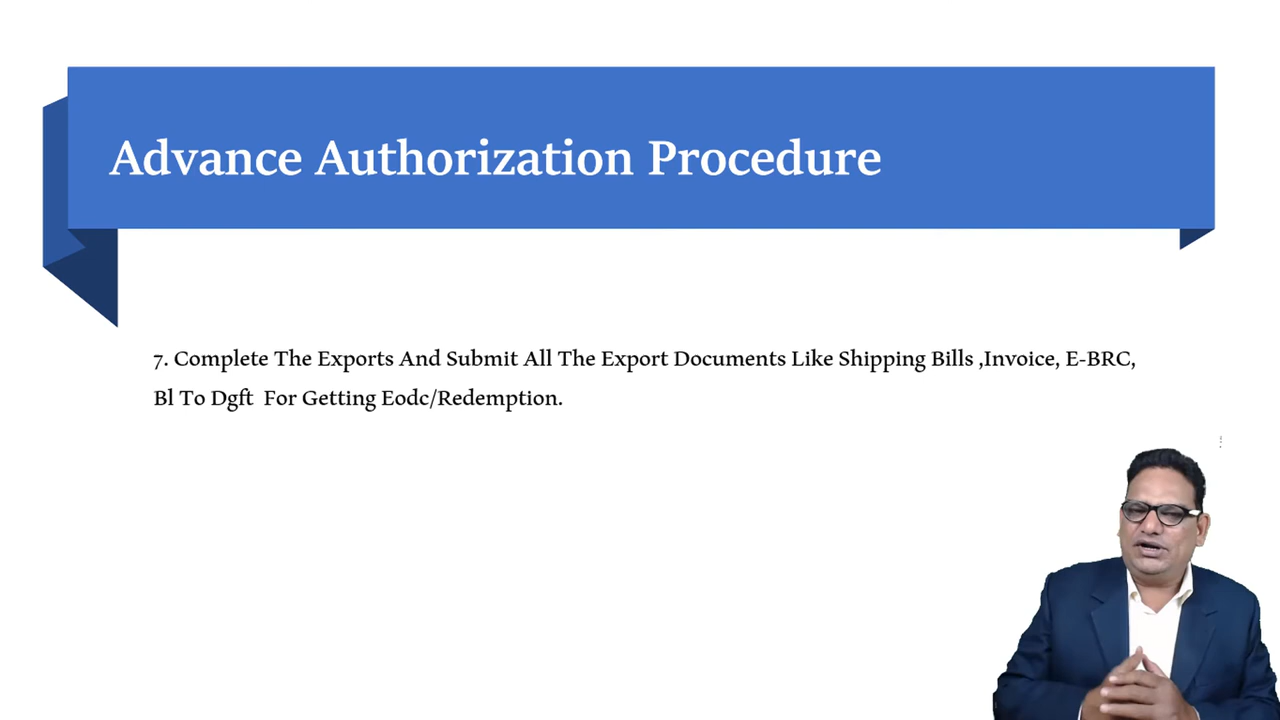 Advance Authorization Procedure
7. Complete The Exports And Submit All The Export Documents Like Shipping Bills ,Invoice, E-BRC,
Bl To Dgft  For Getting Eodc/Redemption.